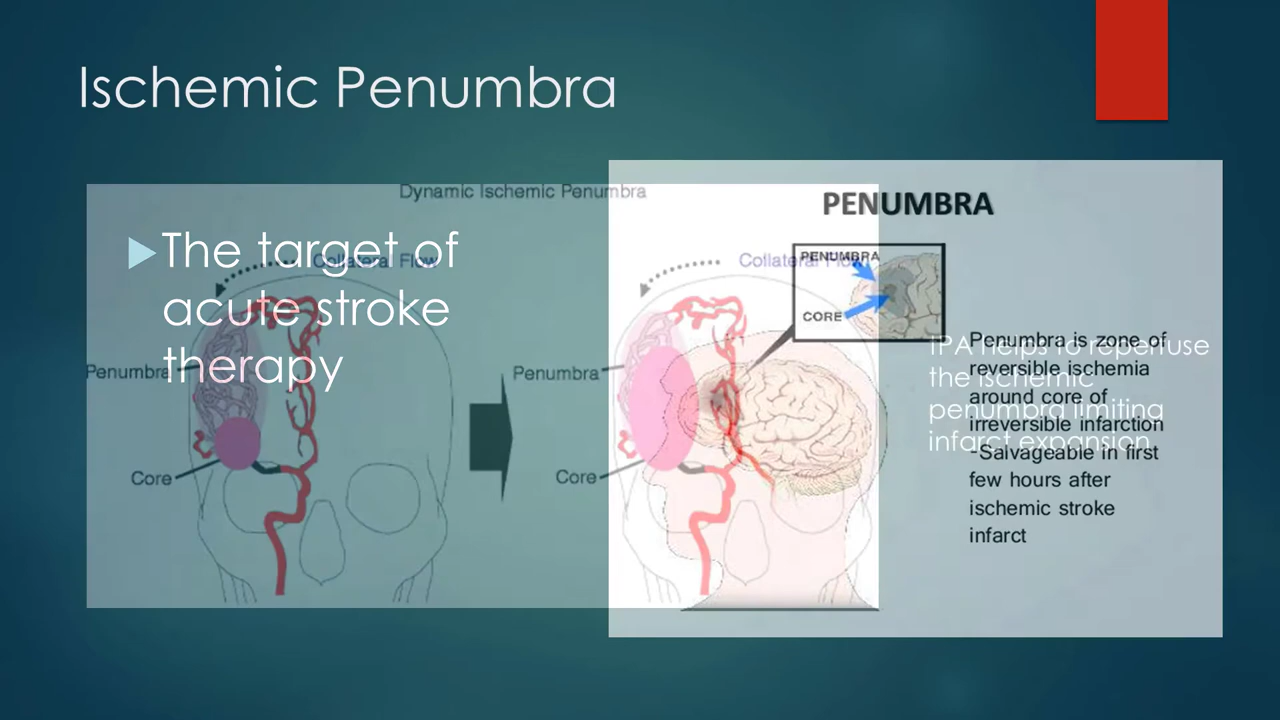 Ischemic Penumbra
Dynamic Ischemic Penumbra
The target of
acute stroke
therapy
Collateral Flow
Penumbra
Core
Collateral Flow
Penumbra
Core
PENUMBRA
PENUMBRA
CORE
Penumbra is zone of
reversible ischemia
around core of
irreversible infarction
-Salvageable in first
few hours after
ischemic stroke
infarct
TPA helps to reperfuse
the ischemic
penumbra limiting
infarct expansion